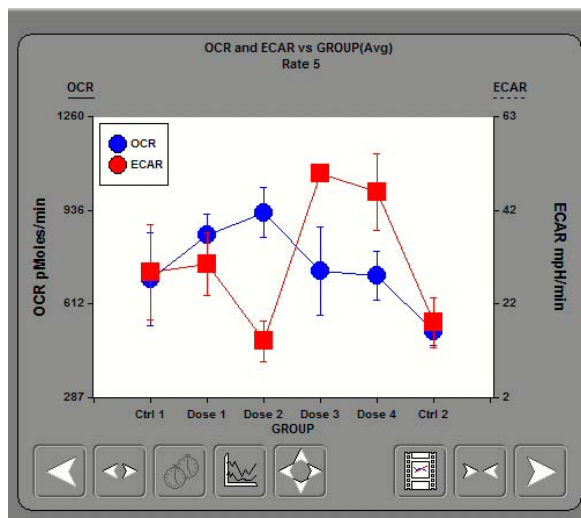 OCR and ECAR vs GROUP(Avg)
Rate 5
OCR
ECAR
1260
63
OCR
ECAR
936
42
OCR pMoles/min
ECAR mpH/min
612
22
287
2
Ctrl 1 Dose 1 Dose 2 Dose 3 Dose 4 Ctrl 2
GROUP